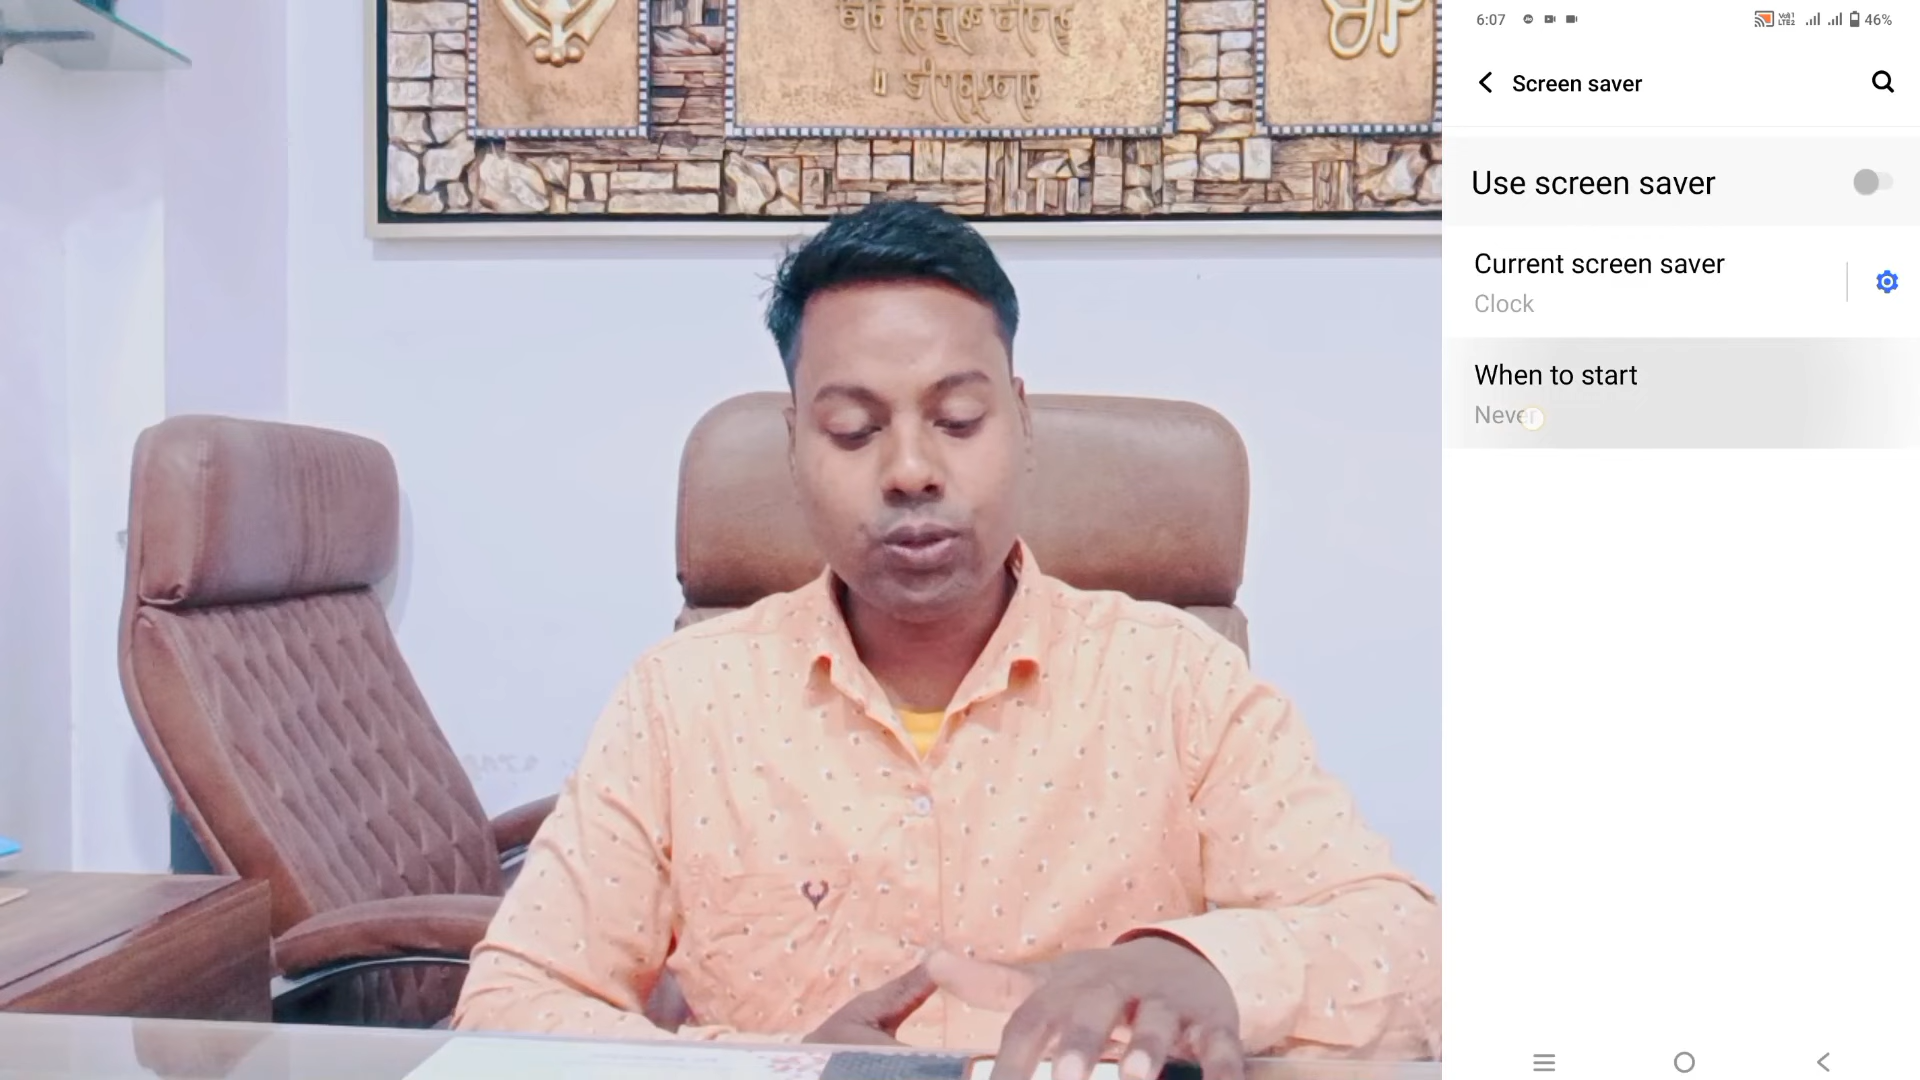 6:07
46%
Screen saver
Use screen saver
Current screen saver
Clock
When to start
Never